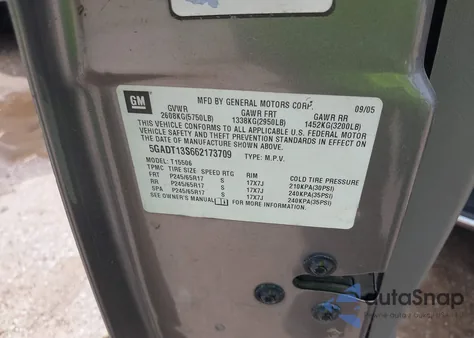 GM
MFD BY GENERAL MOTORS CORP.
09/05
GVWR GAWR FRT GAWR RR
2608KG(5750LB) 1338KG(2950LB) 1452KG(3200LB)
THIS VEHICLE CONFORMS TO ALL APPLICABLE U.S. FEDERAL MOTOR
VEHICLE SAFETY AND THEFT PREVENTION STANDARDS IN EFFECT ON
THE DATE OF MANUFACTURE SHOWN ABOVE.
5GADT13S662173709 TYPE: M.P.V.
MODEL: T15506
TPMC TIRE SIZE SPEED RTG RIM COLD TIRE PRESSURE
FRT P245/65R17 S 17X7J 210KPA(30PSI)
RR P245/65R17 S 17X7J 240KPA(35PSI)
SPA P245/65R17 S 17X7J 240KPA(35PSI)
SEE OWNER'S MANUAL FOR MORE INFORMATION.
autoSnap